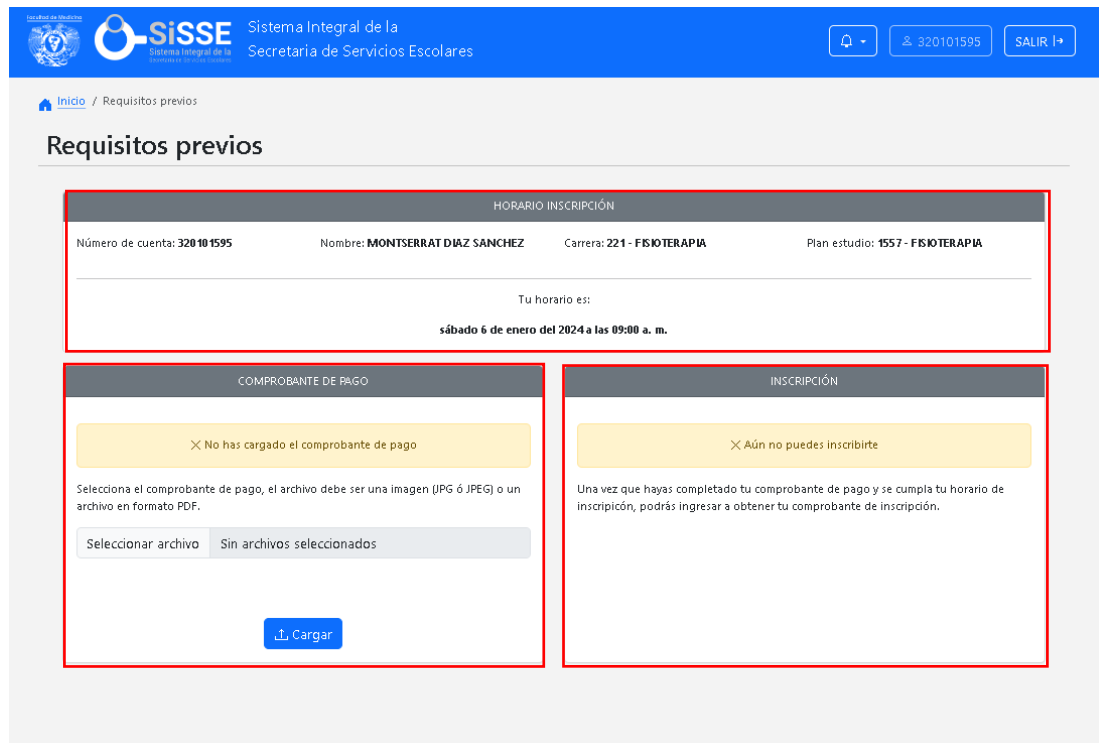 Facultad de Medicina
SiSSE
Sistema Integral de la
Secretaría de Servicios Escolares
Sistema Integral de la
Secretaria de Servicios Escolares
320101595
SALIR
Inicio / Requisitos previos
Requisitos previos
HORARIO INSCRIPCIÓN
Número de cuenta: 320101595 Nombre: MONTSERRAT DIAZ SANCHEZ Carrera: 221 - FISIOTERAPIA Plan estudio: 1557 - FISIOTERAPIA
Tu horario es:
sábado 6 de enero del 2024 a las 09:00 a. m.
COMPROBANTE DE PAGO
No has cargado el comprobante de pago
Selecciona el comprobante de pago, el archivo debe ser una imagen (JPG ó JPEG) o un
archivo en formato PDF.
Seleccionar archivo Sin archivos seleccionados
Cargar
INSCRIPCIÓN
Aún no puedes inscribirte
Una vez que hayas completado tu comprobante de pago y se cumpla tu horario de
inscripicón, podrás ingresar a obtener tu comprobante de inscripción.